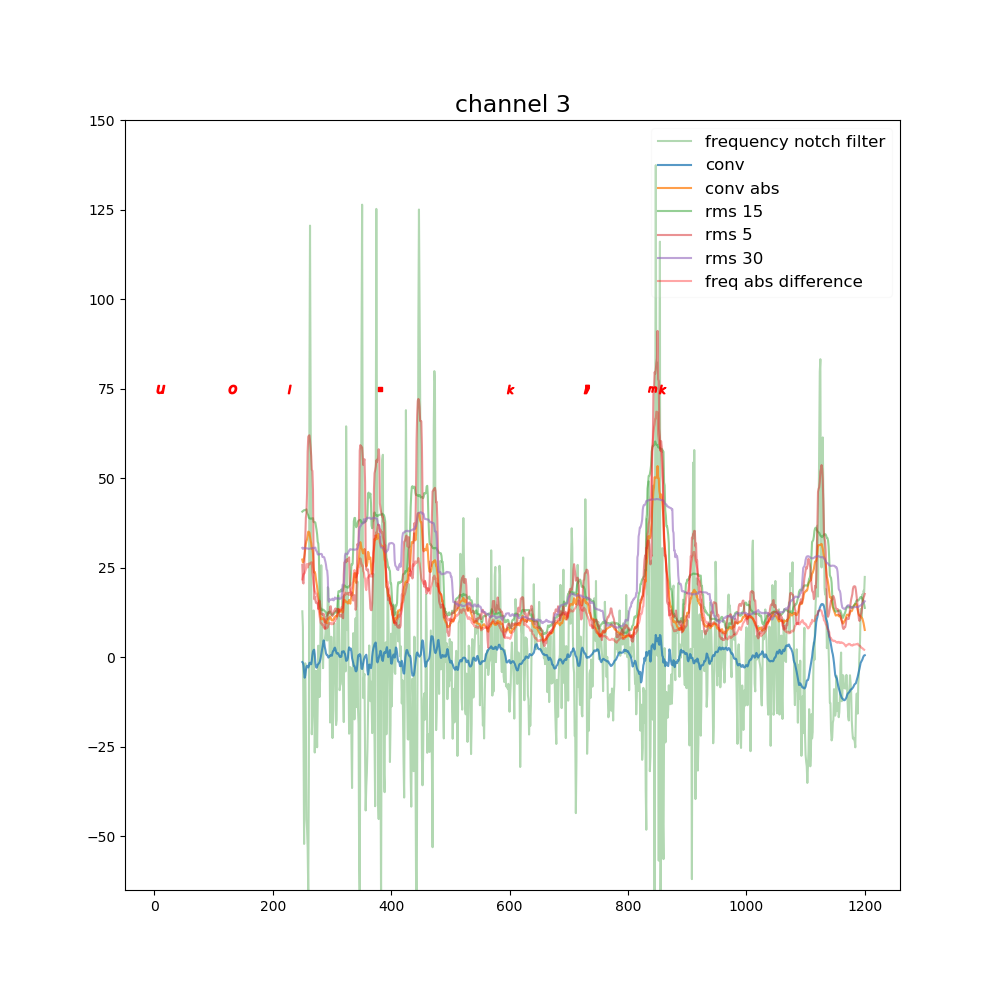 channel 3
150
125
100
75
50
25
0
−25
−50
frequency notch filter
conv
conv abs
rms 15
rms 5
rms 30
freq abs difference
u o l . k , mk
0 200 400 600 800 1000 1200